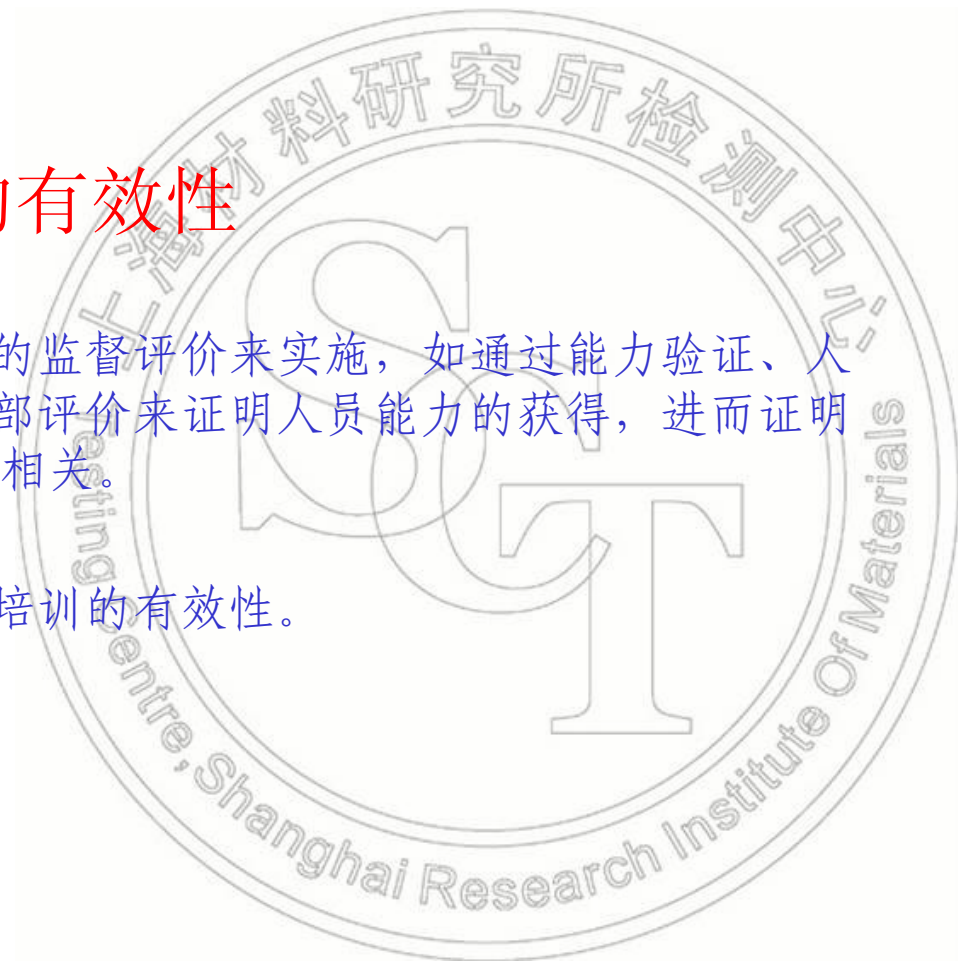 上海材料研究所检测中心
的有效性
的监督评价来实施，如通过能力验证、人
部评价来证明人员能力的获得，进而证明
相关。
培训的有效性。
SCT
Testing Centre, Shanghai Research Institute Of Materials